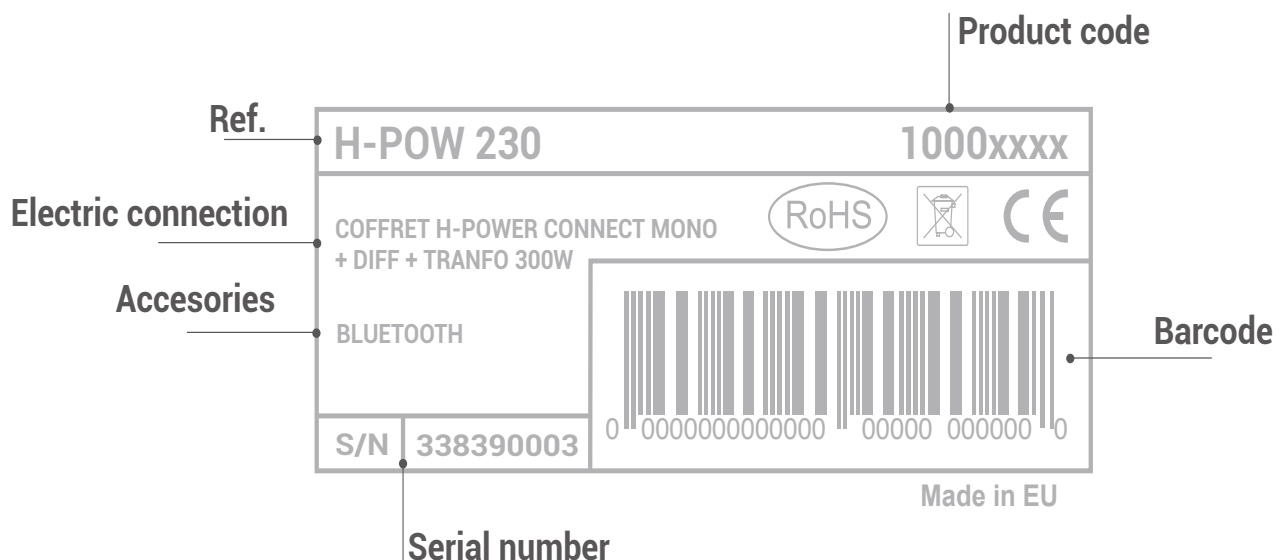 Product code
Ref.
H-POW 230 1000xxxx
Electric connection
COFFRET H-POWER CONNECT MONO
+ DIFF + TRANFO 300W
RoHS
CE
Accesories
BLUETOOTH
Barcode
S/N 338390003
0 0000000000000 00000 000000 0
Made in EU
Serial number